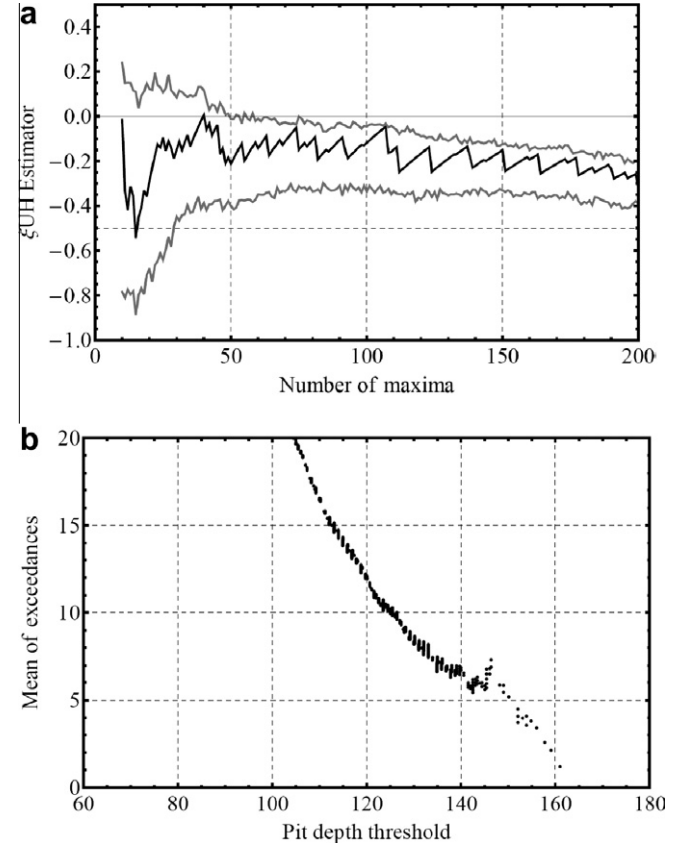 a
0.4
0.2
0.0
−0.2
−0.4
−0.6
−0.8
−1.0
ξUH Estimator
0 50 100 150 200
Number of maxima
b
20
15
10
5
0
Mean of exceedances
60 80 100 120 140 160 180
Pit depth threshold